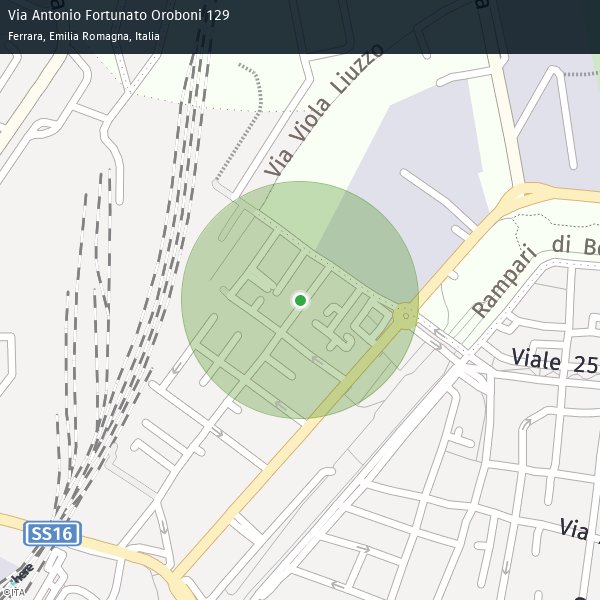 Via Antonio Fortunato Oroboni 129
Ferrara, Emilia Romagna, Italia
Via Viola Liuzzo
Rampari di Be
Viale 25
SS16
Via
here
©ITA